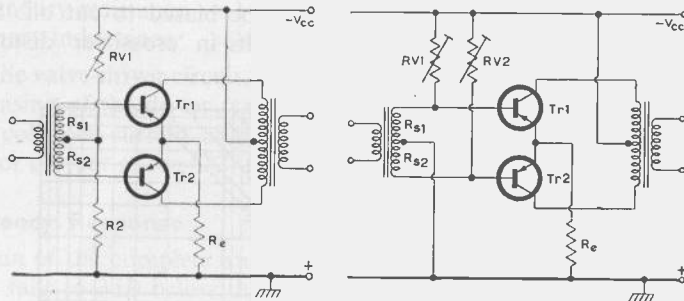 −Vcc
RV1
Tr1
Rs1
Rs2
Tr2
R2
Re
+
−Vcc
RV1
RV2
Tr1
Rs1
Rs2
Tr2
Re
+